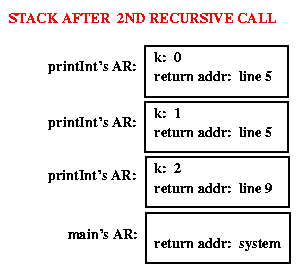 STACK AFTER 2ND RECURSIVE CALL
printInt's AR:
k: 0
return addr: line 5
printInt's AR:
k: 1
return addr: line 5
printInt's AR:
k: 2
return addr: line 9
main's AR:
return addr: system